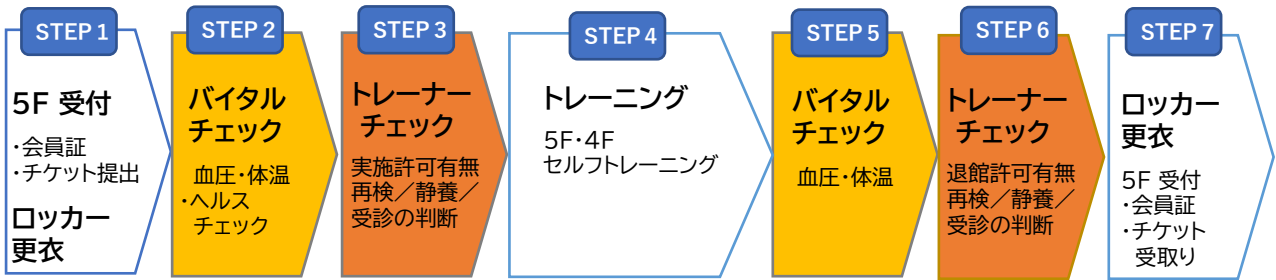 STEP 1
5F 受付
・会員証
・チケット提出
ロッカー
更衣
STEP 2
バイタル
チェック
血圧・体温
・ヘルス
チェック
STEP 3
トレーナー
チェック
実施許可有無
再検／静養／
受診の判断
STEP 4
トレーニング
5F・4F
セルフトレーニング
STEP 5
バイタル
チェック
血圧・体温
STEP 6
トレーナー
チェック
退館許可有無
再検／静養／
受診の判断
STEP 7
ロッカー
更衣
5F 受付
・会員証
・チケット
受取り